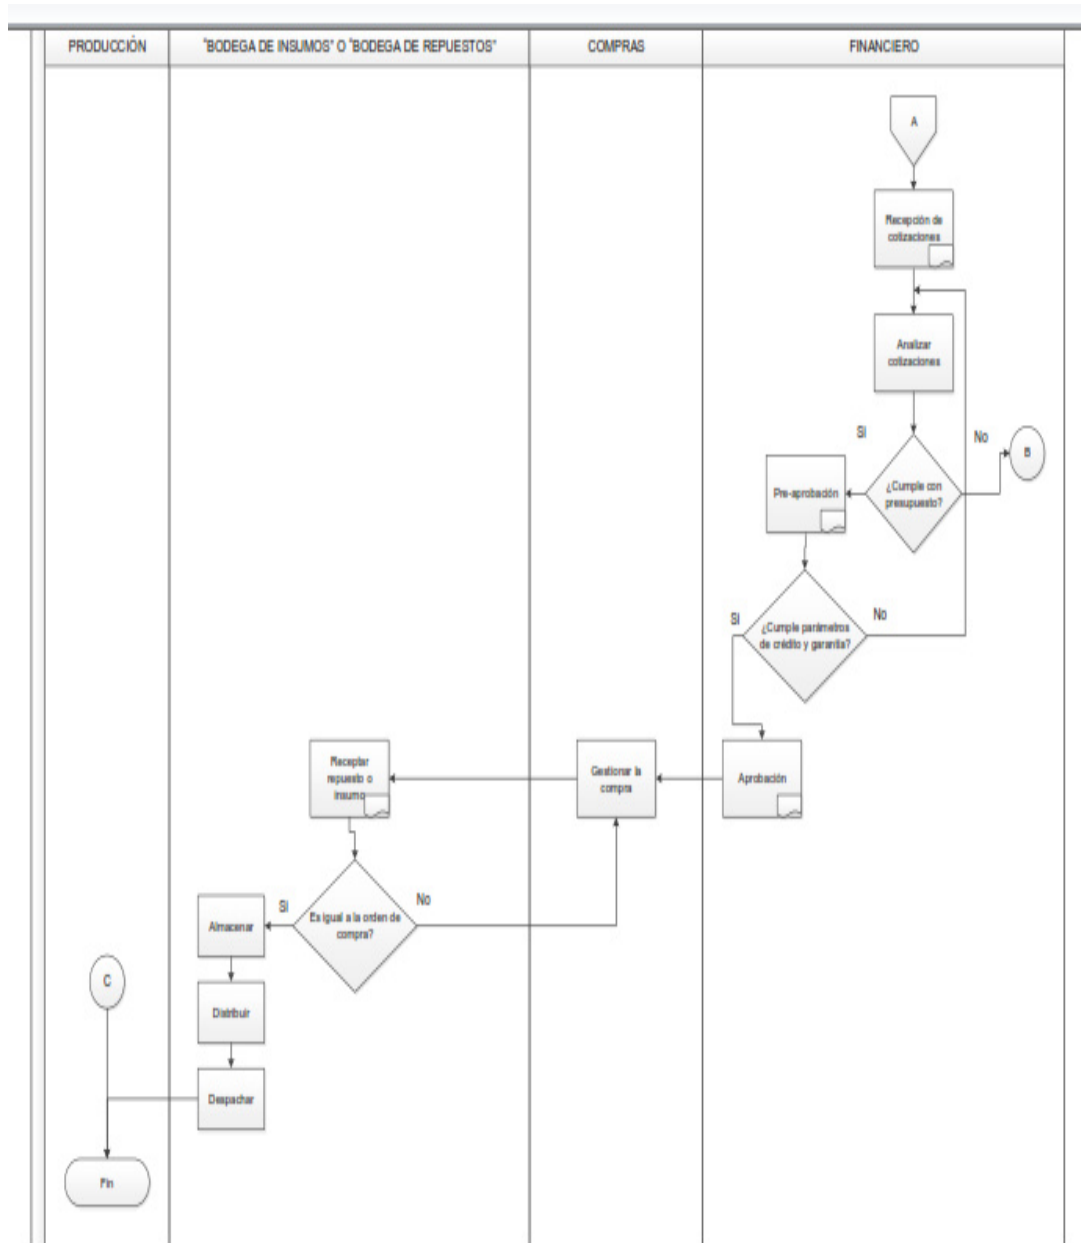 PRODUCCIÓN
"BODEGA DE INSUMOS" O "BODEGA DE REPUESTOS"
COMPRAS
FINANCIERO
A
Recepción de
cotizaciones
Analizar
cotizaciones
Si
No
B
¿Cumple con
presupuesto?
Pre-aprobación
Si
No
¿Cumple parámetros
de crédito y garantía?
Receptar
repuesto o
insumo
Gestionar la
compra
Aprobación
Si
No
Es igual a la orden de
compra?
Almacenar
C
Distribuir
Despachar
Fin